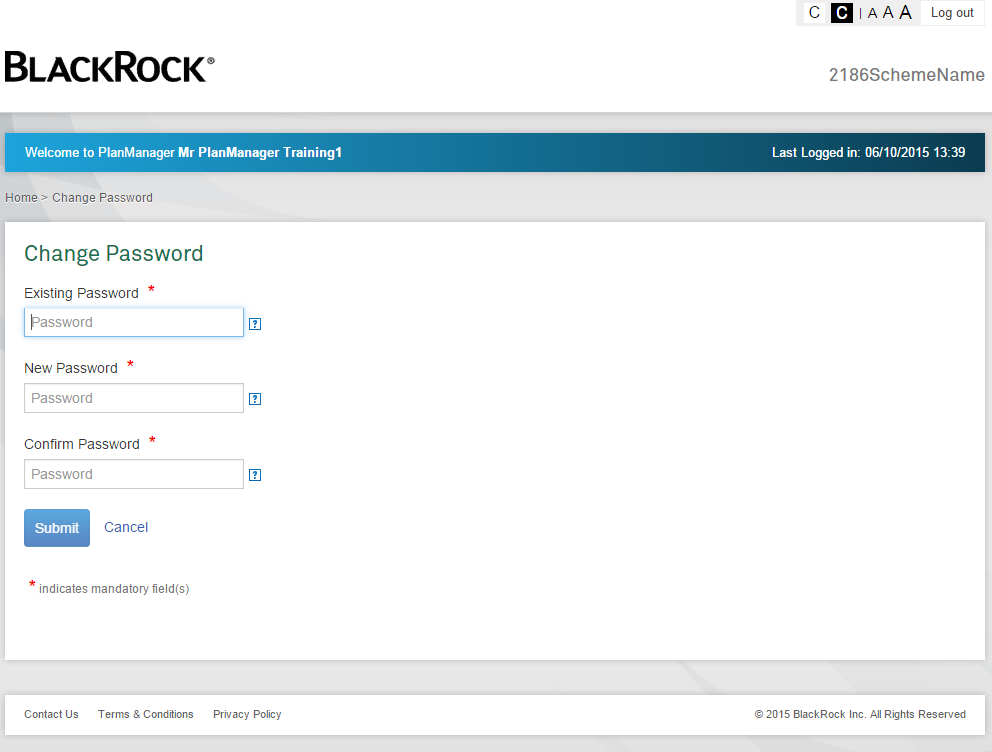 C C | A A A Log out
BLACKROCK®
2186SchemeName
Welcome to PlanManager Mr PlanManager Training1 Last Logged in: 06/10/2015 13:39
Home > Change Password
Change Password
Existing Password *
Password ?
New Password *
Password ?
Confirm Password *
Password ?
Submit Cancel
* indicates mandatory field(s)
Contact Us Terms & Conditions Privacy Policy © 2015 BlackRock Inc. All Rights Reserved